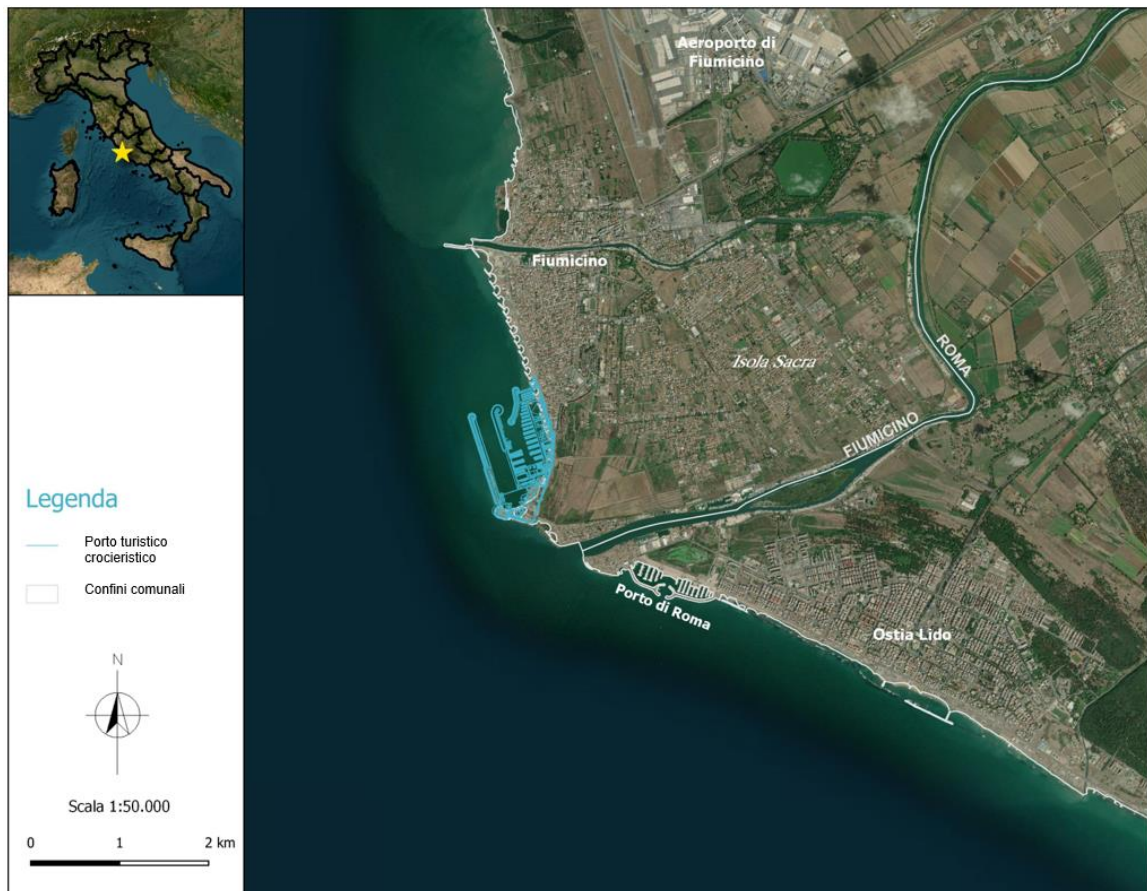 Legenda
Porto turistico
crocieristico
Confini comunali
N
Scala 1:50.000
0 1 2 km
Aeroporto di
Fiumicino
Fiumicino
Isola Sacra
ROMA
FIUMICINO
Porto di Roma
Ostia Lido